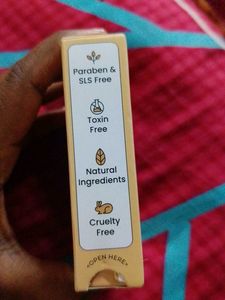 Paraben &
SLS Free
Toxin
Free
Natural
Ingredients
Cruelty
Free
"OPEN HERE"